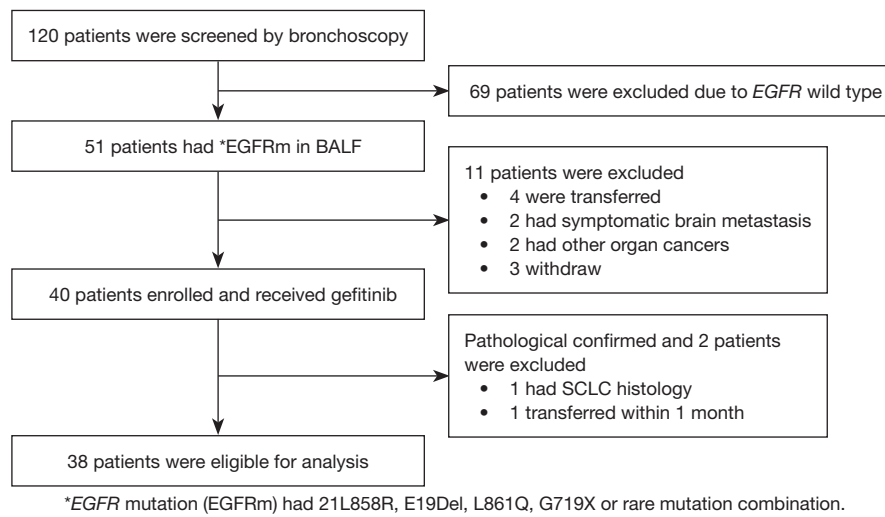 120 patients were screened by bronchoscopy
69 patients were excluded due to EGFR wild type
51 patients had *EGFRm in BALF
11 patients were excluded
• 4 were transferred
• 2 had symptomatic brain metastasis
• 2 had other organ cancers
• 3 withdraw
40 patients enrolled and received gefitinib
Pathological confirmed and 2 patients
were excluded
• 1 had SCLC histology
• 1 transferred within 1 month
38 patients were eligible for analysis
*EGFR mutation (EGFRm) had 21L858R, E19Del, L861Q, G719X or rare mutation combination.